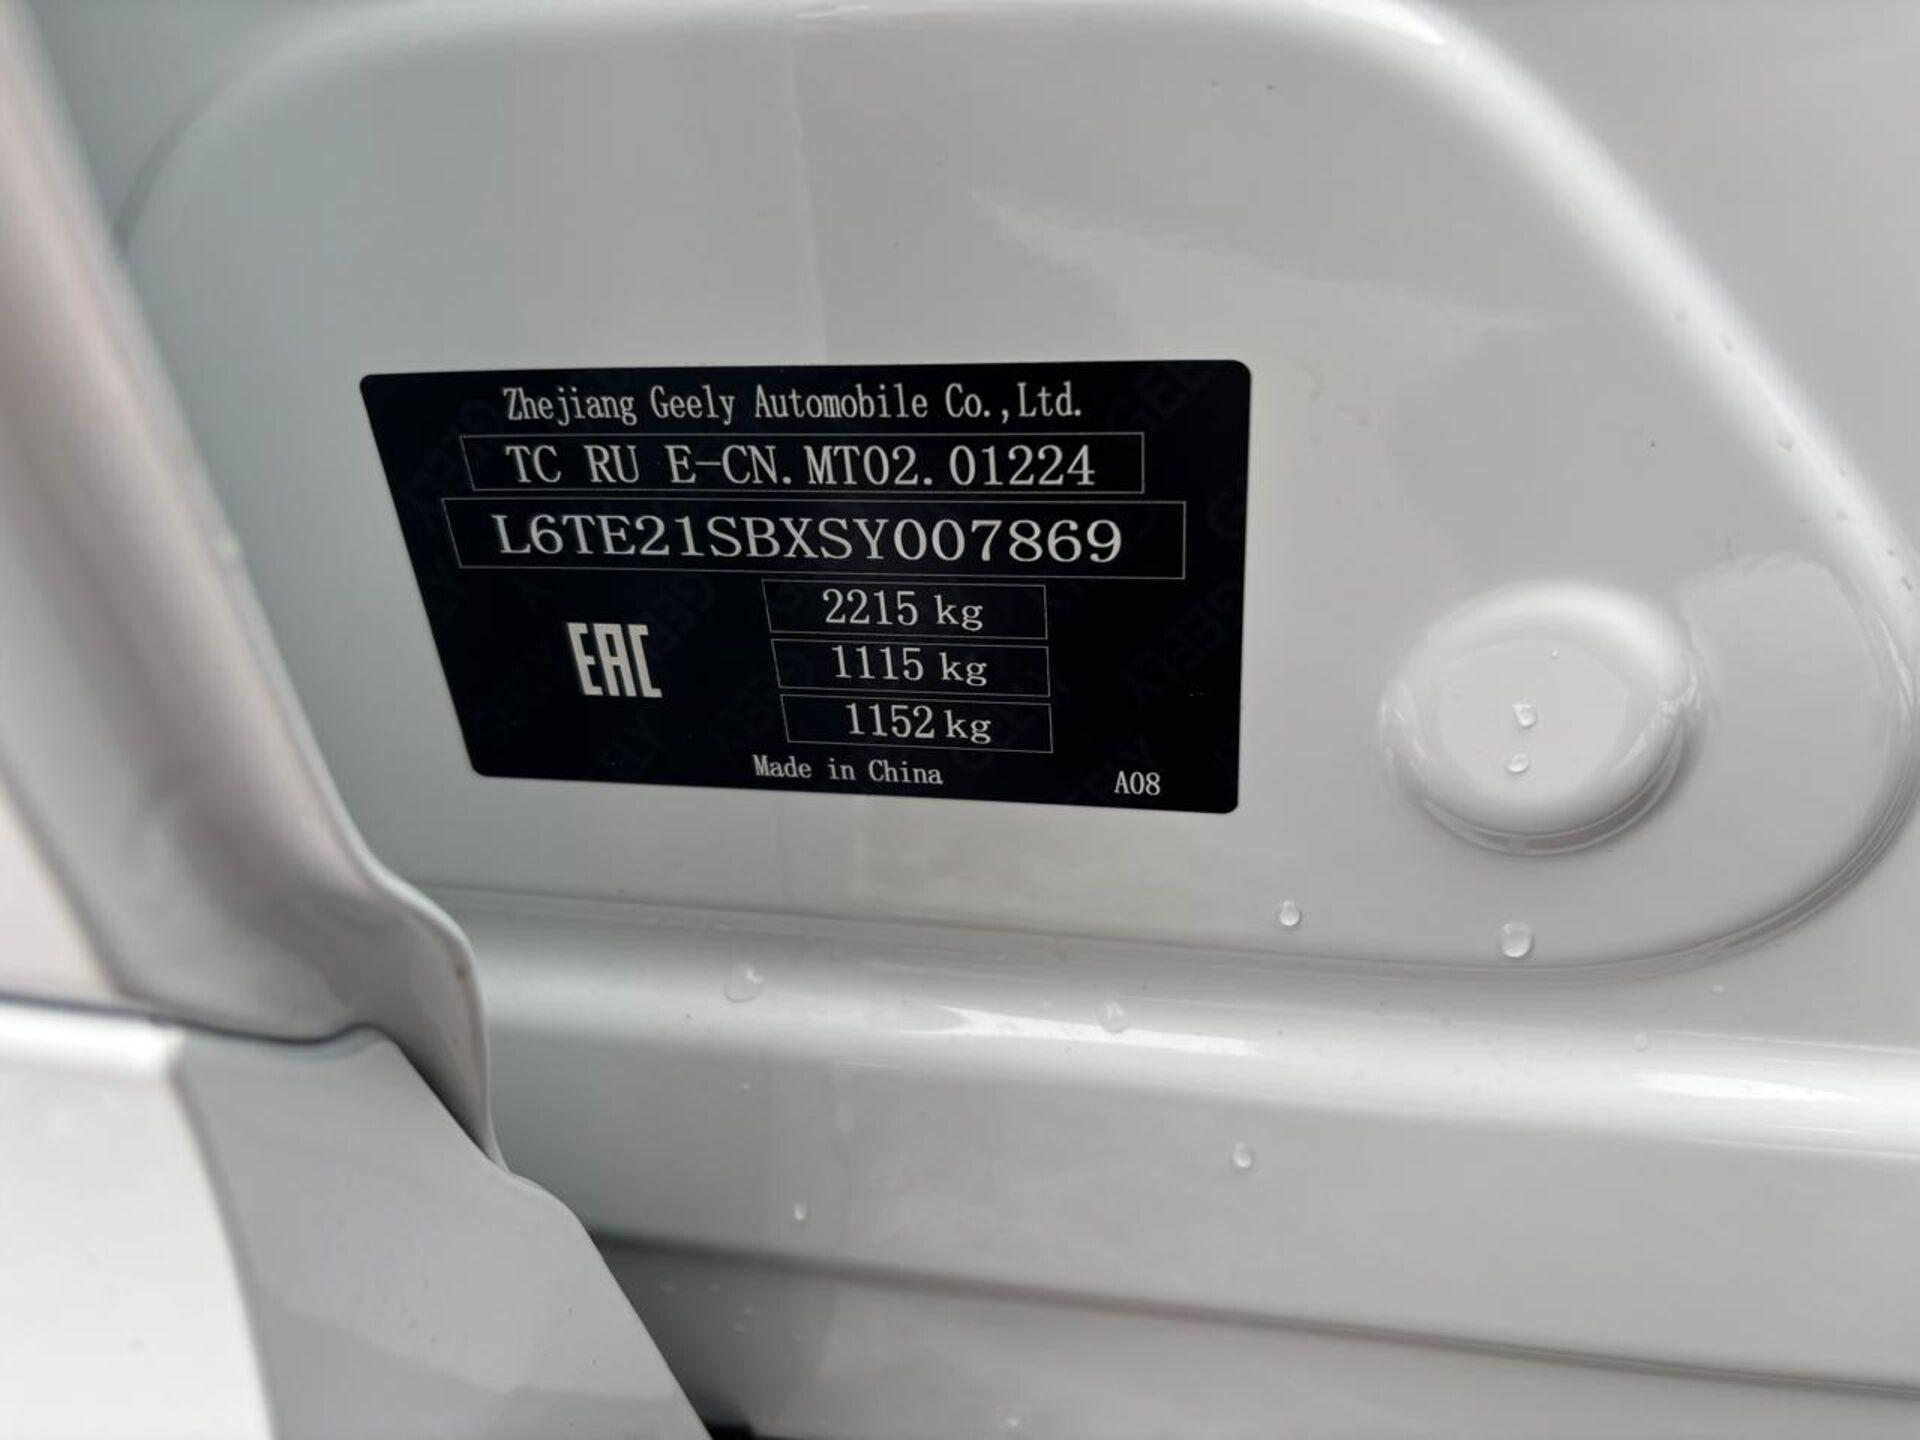 Zhejiang Geely Automobile Co.,Ltd.
TC RU E-CN.MT02.01224
L6TE21SBXSY007869
2215 kg
EAC
1115 kg
1152 kg
Made in China
A08